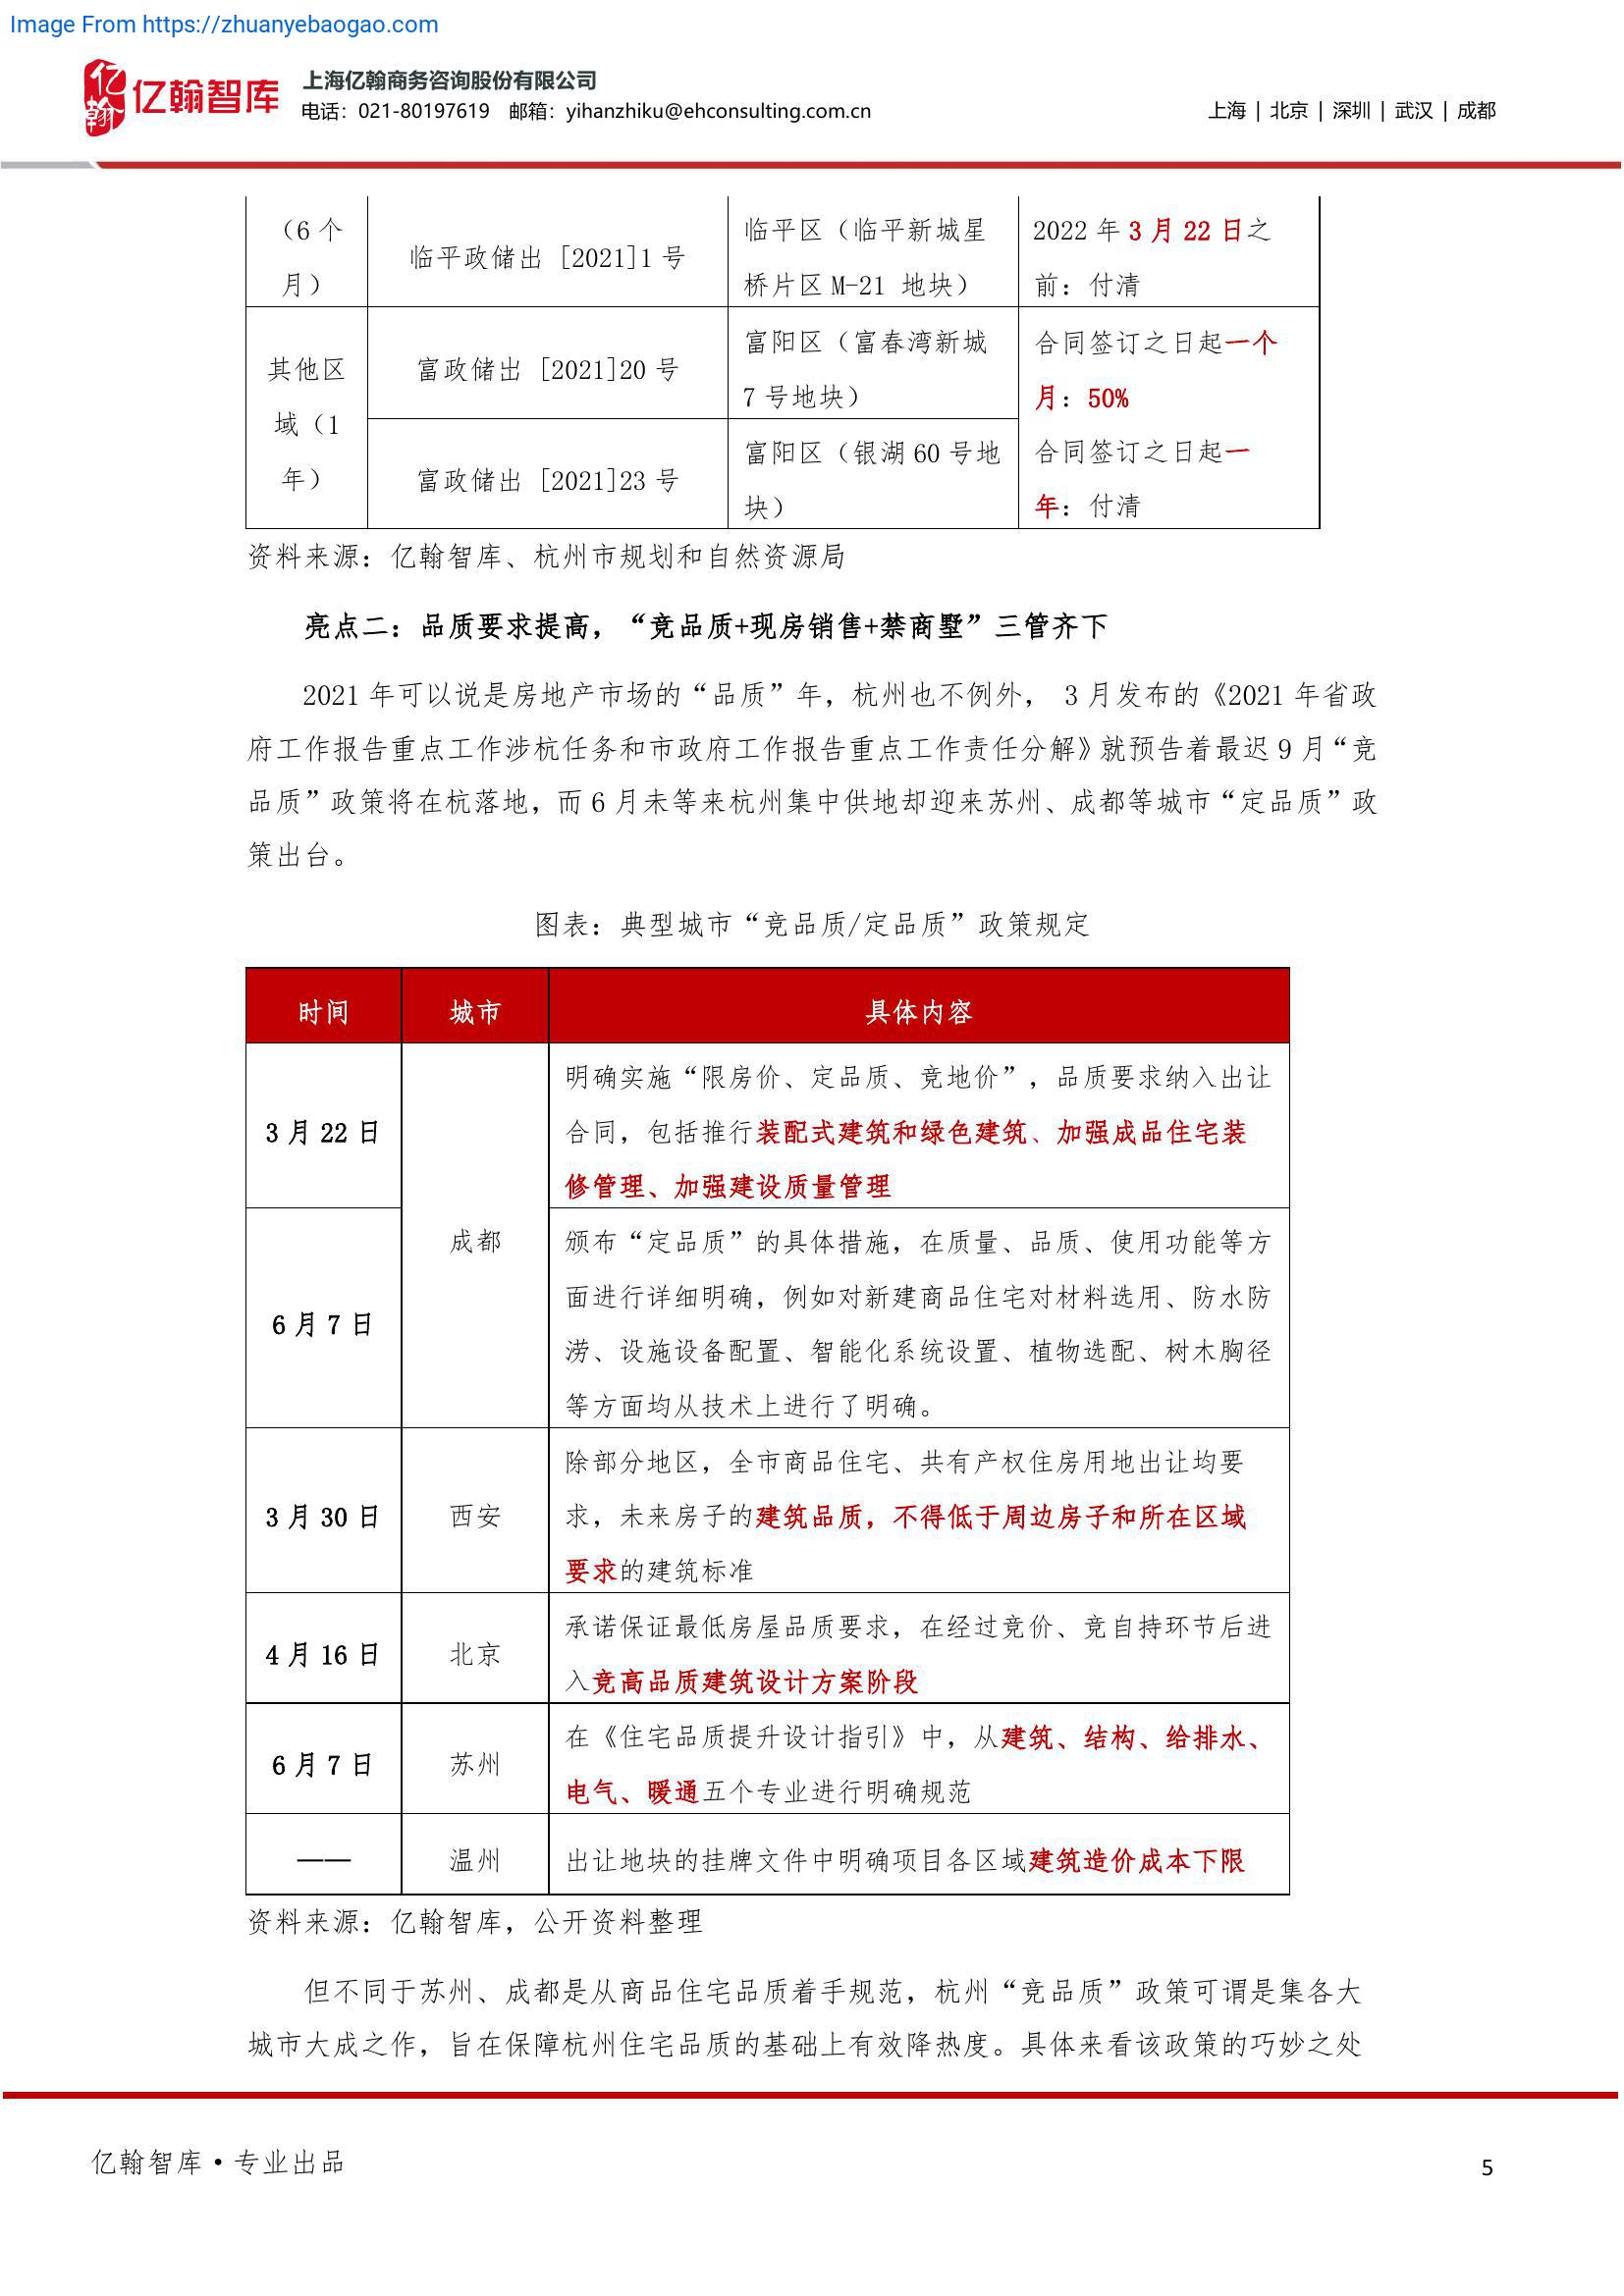 Image From https://zhuanyebaogao.com
亿翰
亿翰智库
上海亿翰商务咨询股份有限公司
电话：021-80197619 邮箱：yihanzhiku@ehconsulting.com.cn
上海 | 北京 | 深圳 | 武汉 | 成都
（6 个
月）
临平政储出 [2021]1 号
临平区（临平新城星
桥片区 M-21 地块）
2022 年 3 月 22 日之
前：付清
其他区
域（1
年）
富政储出 [2021]20 号
富阳区（富春湾新城
7 号地块）
合同签订之日起一个
月：50%
富政储出 [2021]23 号
富阳区（银湖 60 号地
块）
合同签订之日起一
年：付清
资料来源：亿翰智库、杭州市规划和自然资源局
亮点二：品质要求提高，“竞品质+现房销售+禁商墅”三管齐下
2021 年可以说是房地产市场的“品质”年，杭州也不例外， 3 月发布的《2021 年省政
府工作报告重点工作涉杭任务和市政府工作报告重点工作责任分解》就预告着最迟 9 月“竞
品质”政策将在杭落地，而 6 月未等来杭州集中供地却迎来苏州、成都等城市“定品质”政
策出台。
图表：典型城市“竞品质/定品质”政策规定
时间 城市 具体内容
3 月 22 日
成都
明确实施“限房价、定品质、竞地价”，品质要求纳入出让
合同，包括推行装配式建筑和绿色建筑、加强成品住宅装
修管理、加强建设质量管理
6 月 7 日
颁布“定品质”的具体措施，在质量、品质、使用功能等方
面进行详细明确，例如对新建商品住宅对材料选用、防水防
涝、设施设备配置、智能化系统设置、植物选配、树木胸径
等方面均从技术上进行了明确。
3 月 30 日
西安
除部分地区，全市商品住宅、共有产权住房用地出让均要
求，未来房子的建筑品质，不得低于周边房子和所在区域
要求的建筑标准
4 月 16 日
北京
承诺保证最低房屋品质要求，在经过竞价、竞自持环节后进
入竞高品质建筑设计方案阶段
6 月 7 日
苏州
在《住宅品质提升设计指引》中，从建筑、结构、给排水、
电气、暖通五个专业进行明确规范
——
温州
出让地块的挂牌文件中明确项目各区域建筑造价成本下限
资料来源：亿翰智库，公开资料整理
但不同于苏州、成都是从商品住宅品质着手规范，杭州“竞品质”政策可谓是集各大
城市大成之作，旨在保障杭州住宅品质的基础上有效降热度。具体来看该政策的巧妙之处
亿翰智库·专业出品
5